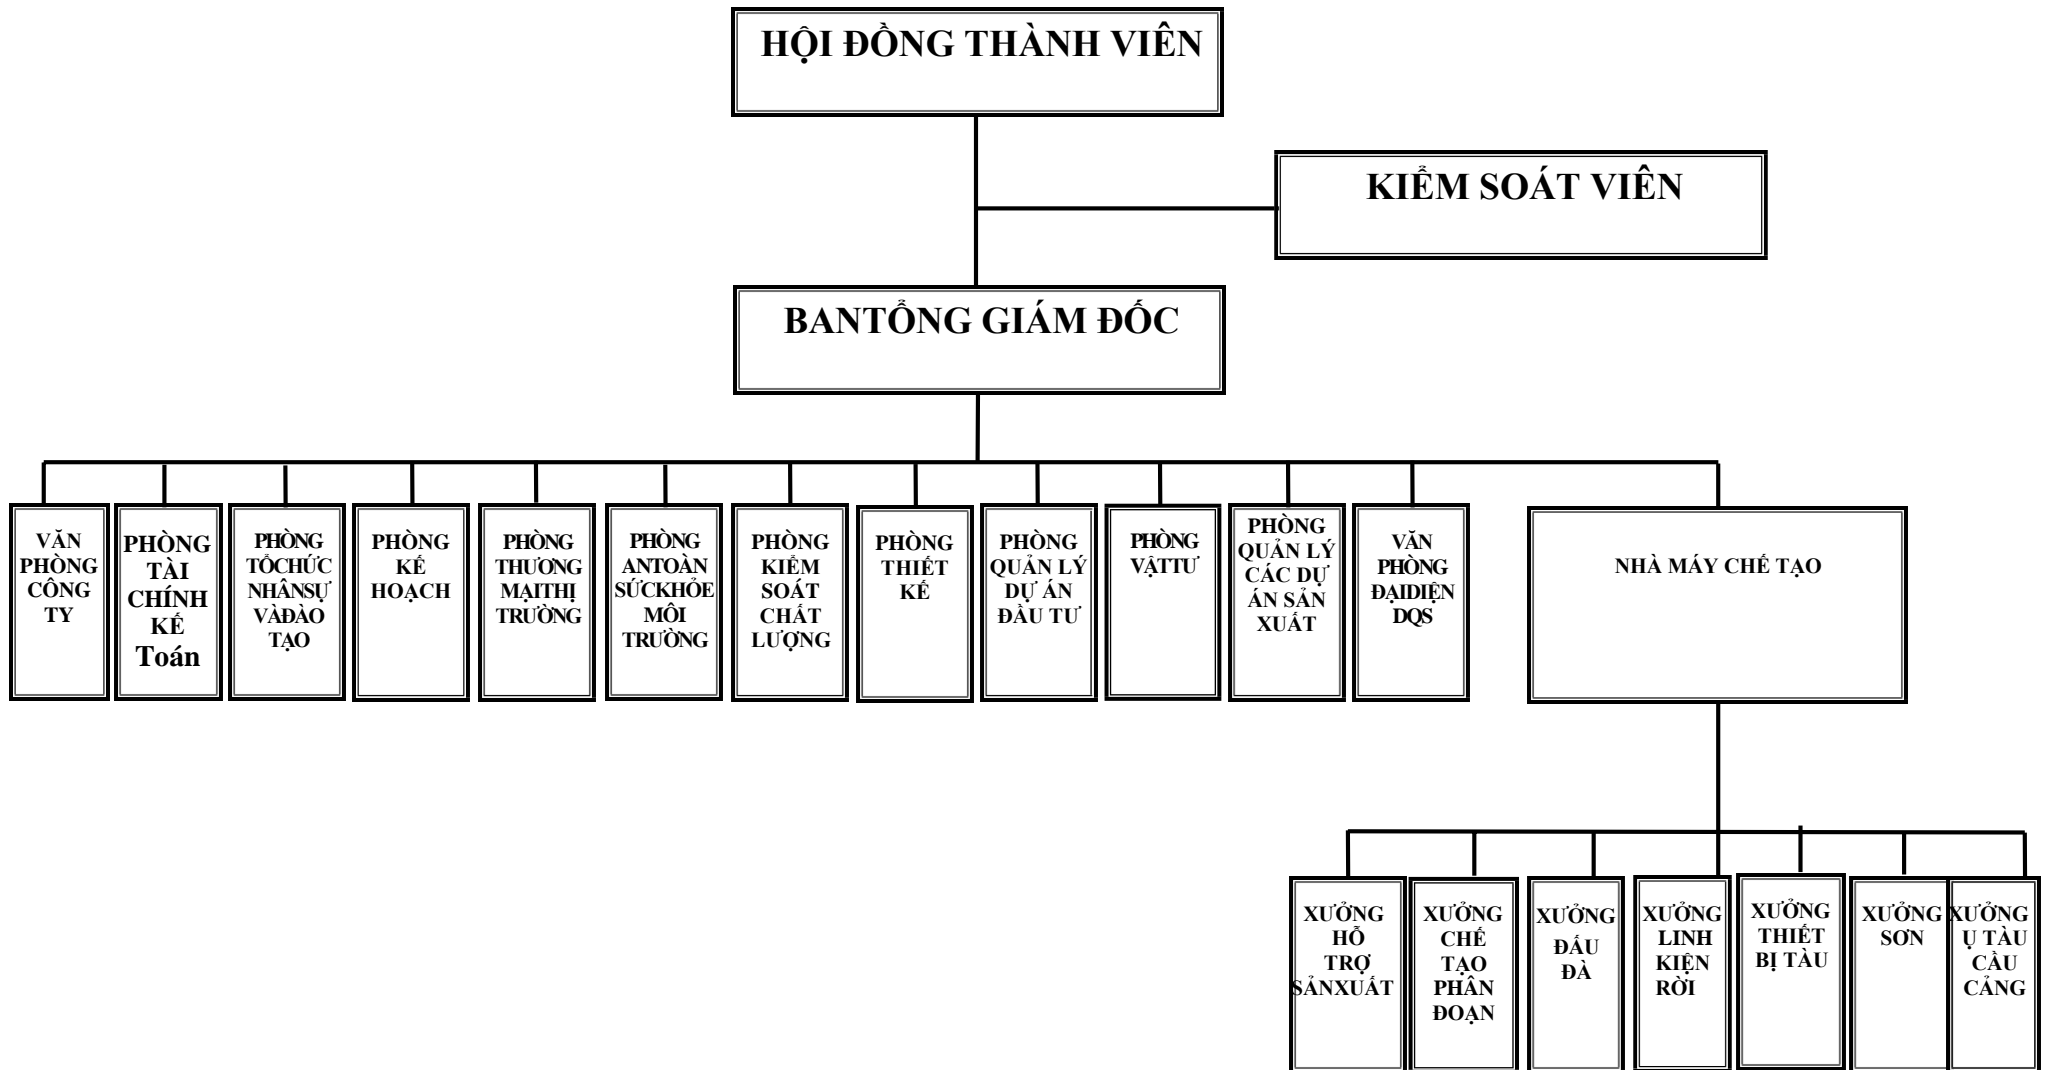 HỘI ĐỒNG THÀNH VIÊN
KIỂM SOÁT VIÊN
BANTỔNG GIÁM ĐỐC
VĂN
PHÒNG
CÔNG
TY
PHÒNG
TÀI
CHÍNH
KẾ
Toán
PHÒNG
TỔCHỨC
NHÂNSỰ
VÀĐÀO
TẠO
PHÒNG
KẾ
HOẠCH
PHÒNG
THƯƠNG
MẠITHỊ
TRƯỜNG
PHÒNG
ANTOÀN
SỨCKHỎE
MÔI
TRƯỜNG
PHÒNG
KIỂM
SOÁT
CHẤT
LƯỢNG
PHÒNG
THIẾT
KẾ
PHÒNG
QUẢN LÝ
DỰ ÁN
ĐẦU TƯ
PHÒNG
VẬTTƯ
PHÒNG
QUẢN LÝ
CÁC DỰ
ÁN SẢN
XUẤT
VĂN
PHÒNG
ĐẠIDIỆN
DQS
NHÀ MÁY CHẾ TẠO
XƯỞNG
HỖ
TRỢ
SẢNXUẤT
XƯỞNG
CHẾ
TẠO
PHÂN
ĐOẠN
XƯỞNG
ĐẤU
ĐÀ
XƯỞNG
LINH
KIỆN
RỜI
XƯỞNG
THIẾT
BỊ TÀU
XƯỞNG
SƠN
XƯỞNG
Ụ TÀU
CẦU
CẢNG